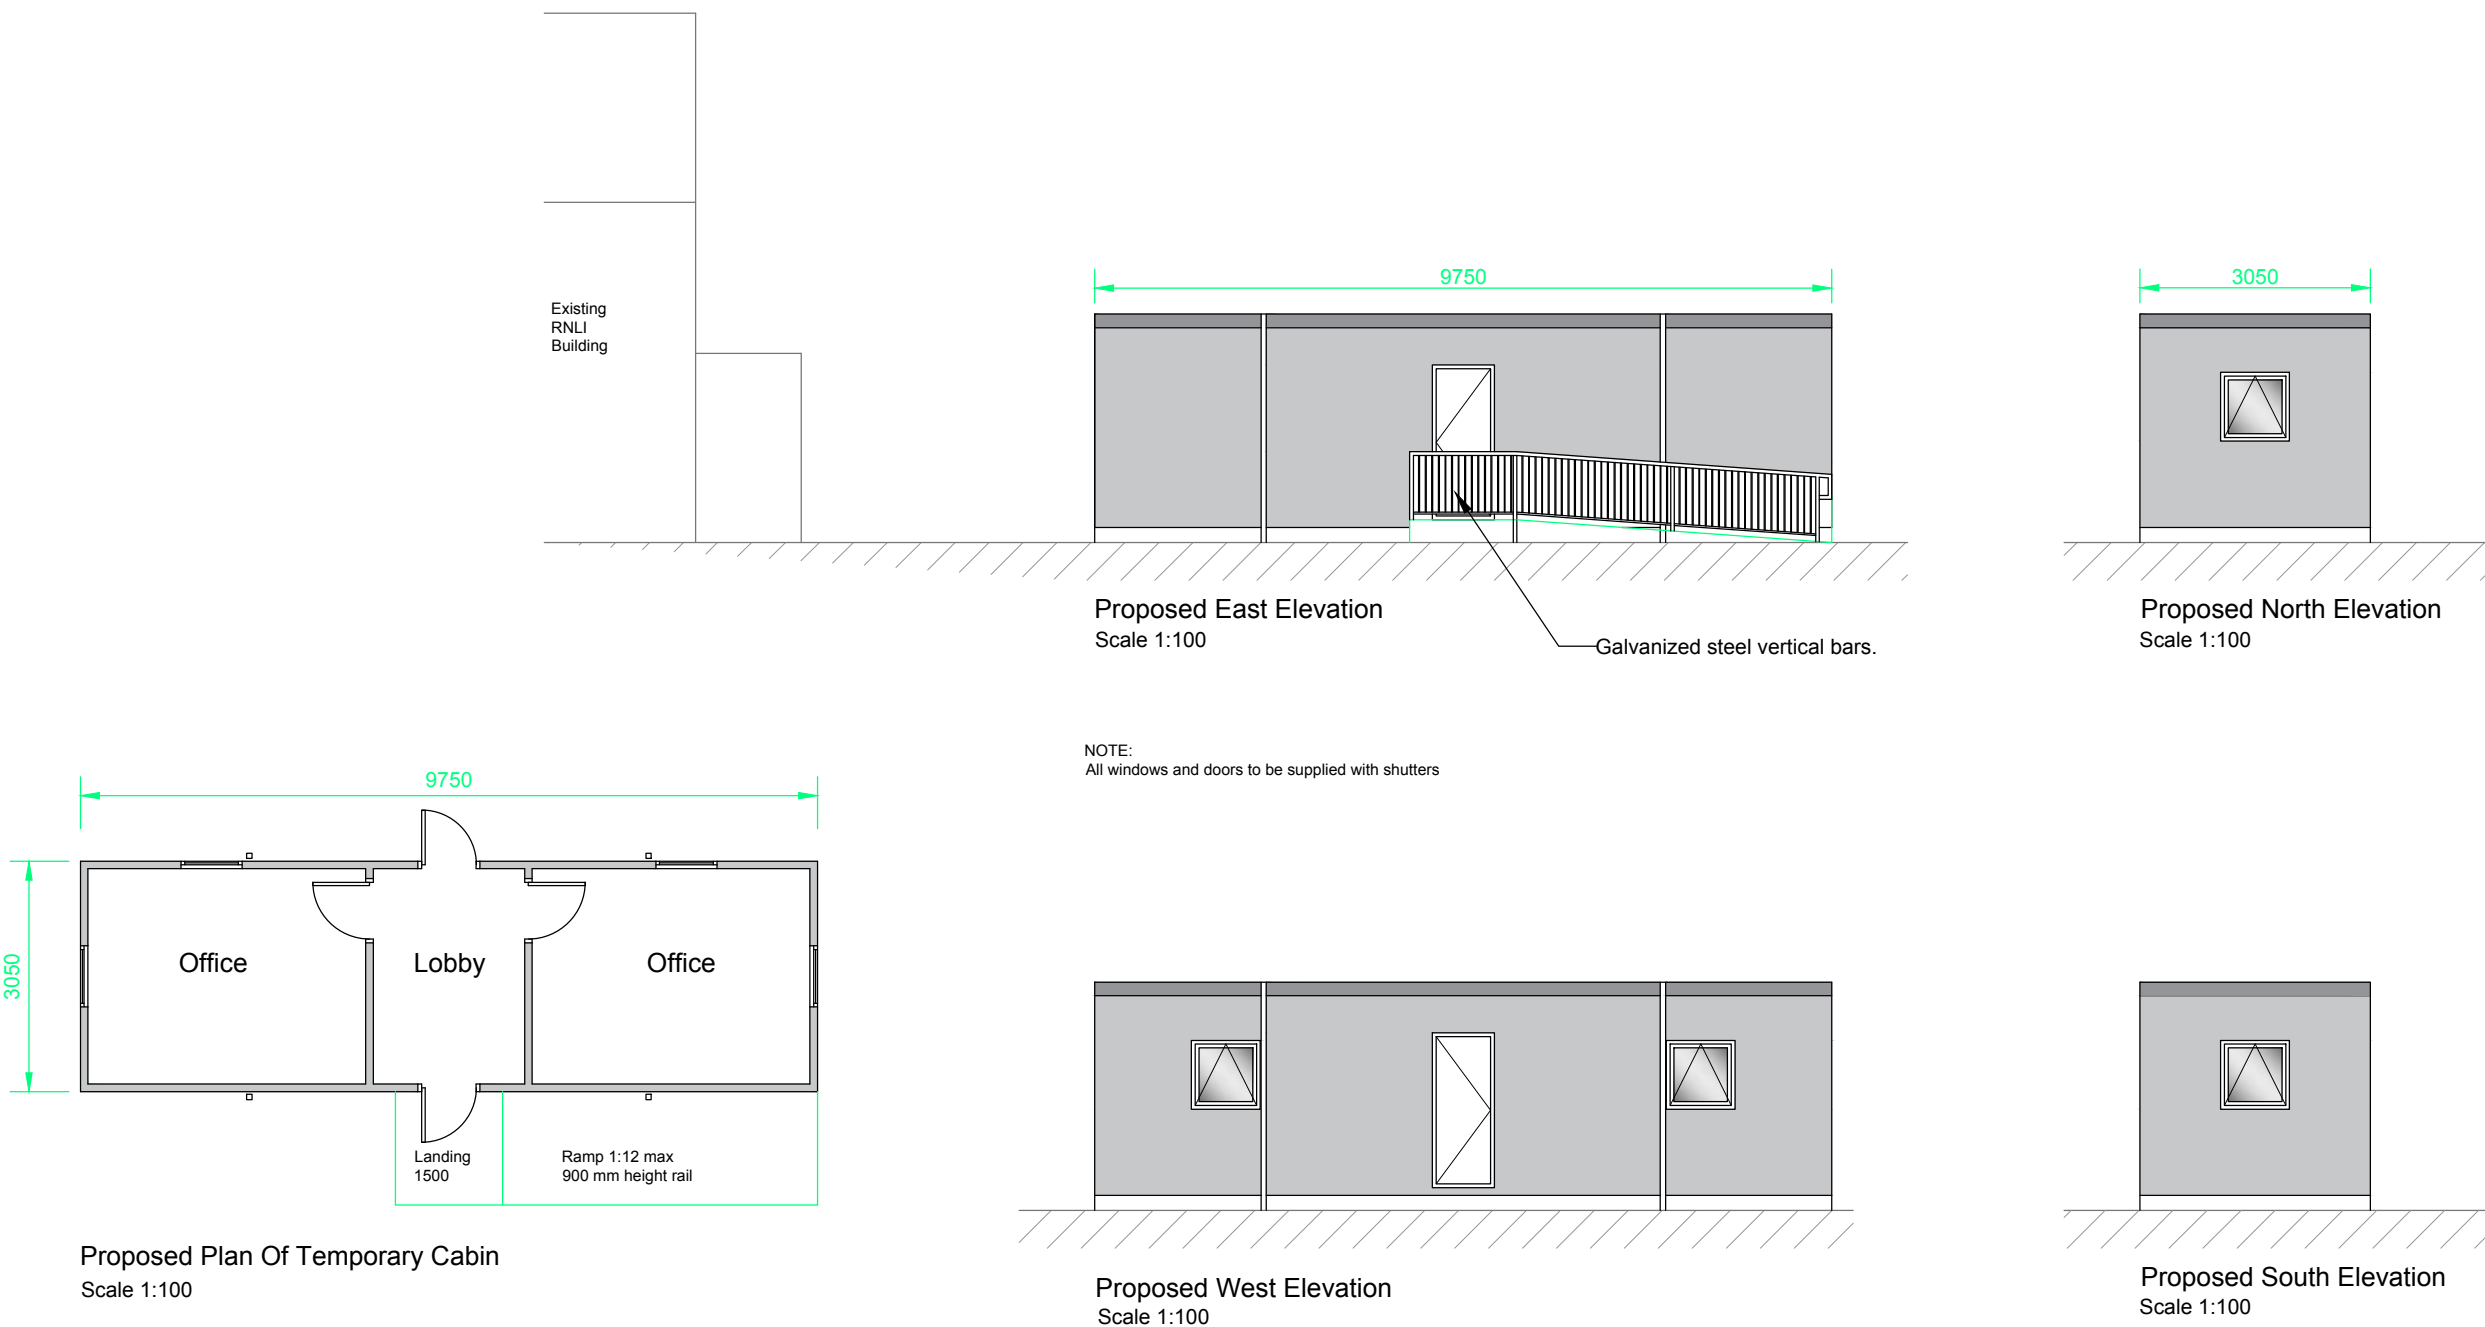 Existing
RNLI
Building
9750
3050
Proposed East Elevation
Scale 1:100
Galvanized steel vertical bars.
Proposed North Elevation
Scale 1:100
NOTE:
All windows and doors to be supplied with shutters
9750
3050
Office
Lobby
Office
Landing
1500
Ramp 1:12 max
900 mm height rail
Proposed Plan Of Temporary Cabin
Scale 1:100
Proposed West Elevation
Scale 1:100
Proposed South Elevation
Scale 1:100